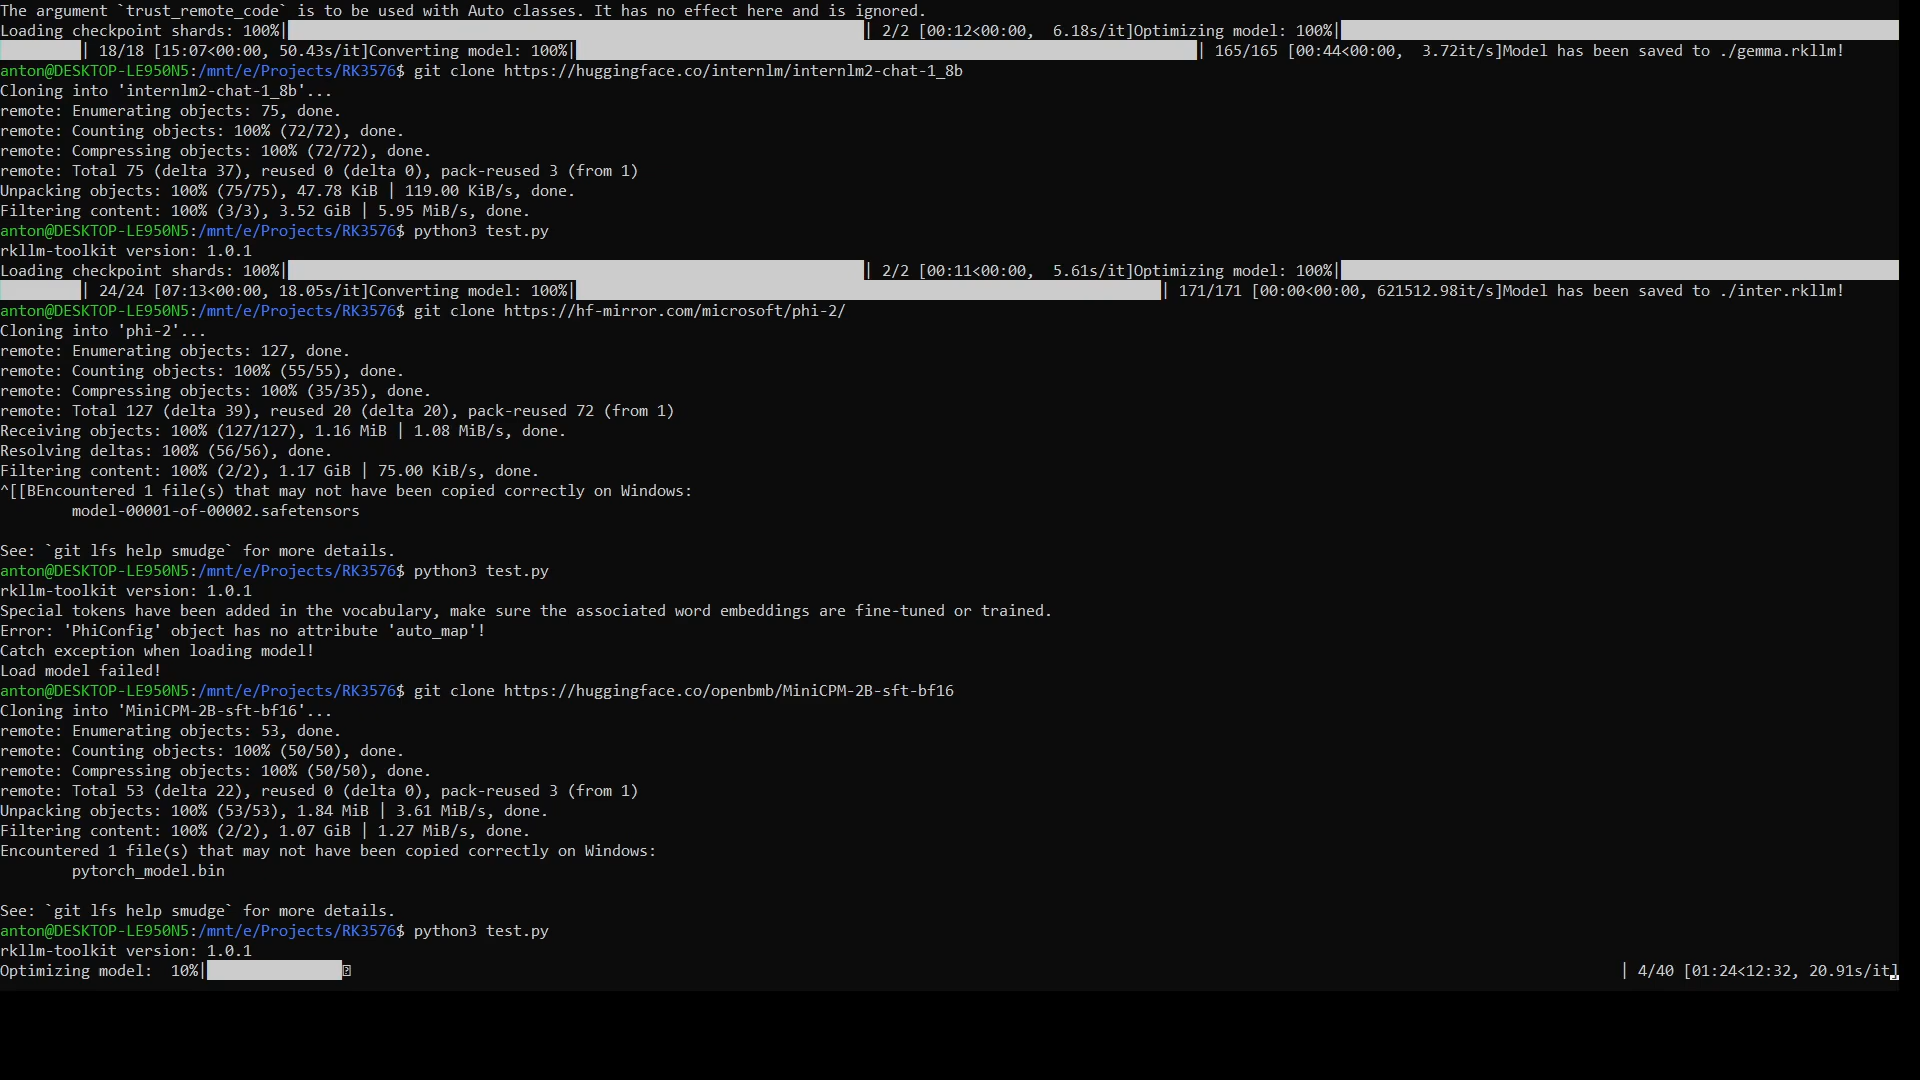 The argument `trust_remote_code` is to be used with Auto classes. It has no effect here and is ignored.
Loading checkpoint shards: 100%|██████████| 2/2 [00:12<00:00,  6.18s/it]Optimizing model: 100%|██████████
██| 18/18 [15:07<00:00, 50.43s/it]Converting model: 100%|██████████| 165/165 [00:44<00:00,  3.72it/s]Model has been saved to ./gemma.rkllm!
anton@DESKTOP-LE950N5:/mnt/e/Projects/RK3576$ git clone https://huggingface.co/internlm/internlm2-chat-1_8b
Cloning into 'internlm2-chat-1_8b'...
remote: Enumerating objects: 75, done.
remote: Counting objects: 100% (72/72), done.
remote: Compressing objects: 100% (72/72), done.
remote: Total 75 (delta 37), reused 0 (delta 0), pack-reused 3 (from 1)
Unpacking objects: 100% (75/75), 47.78 KiB | 119.00 KiB/s, done.
Filtering content: 100% (3/3), 3.52 GiB | 5.95 MiB/s, done.
anton@DESKTOP-LE950N5:/mnt/e/Projects/RK3576$ python3 test.py
rkllm-toolkit version: 1.0.1
Loading checkpoint shards: 100%|██████████| 2/2 [00:11<00:00,  5.61s/it]Optimizing model: 100%|██████████
██| 24/24 [07:13<00:00, 18.05s/it]Converting model: 100%|██████████| 171/171 [00:00<00:00, 621512.98it/s]Model has been saved to ./inter.rkllm!
anton@DESKTOP-LE950N5:/mnt/e/Projects/RK3576$ git clone https://hf-mirror.com/microsoft/phi-2/
Cloning into 'phi-2'...
remote: Enumerating objects: 127, done.
remote: Counting objects: 100% (55/55), done.
remote: Compressing objects: 100% (35/35), done.
remote: Total 127 (delta 39), reused 20 (delta 20), pack-reused 72 (from 1)
Receiving objects: 100% (127/127), 1.16 MiB | 1.08 MiB/s, done.
Resolving deltas: 100% (56/56), done.
Filtering content: 100% (2/2), 1.17 GiB | 75.00 KiB/s, done.
^[[BEncountered 1 file(s) that may not have been copied correctly on Windows:
        model-00001-of-00002.safetensors
See: `git lfs help smudge` for more details.
anton@DESKTOP-LE950N5:/mnt/e/Projects/RK3576$ python3 test.py
rkllm-toolkit version: 1.0.1
Special tokens have been added in the vocabulary, make sure the associated word embeddings are fine-tuned or trained.
Error: 'PhiConfig' object has no attribute 'auto_map'!
Catch exception when loading model!
Load model failed!
anton@DESKTOP-LE950N5:/mnt/e/Projects/RK3576$ git clone https://huggingface.co/openbmb/MiniCPM-2B-sft-bf16
Cloning into 'MiniCPM-2B-sft-bf16'...
remote: Enumerating objects: 53, done.
remote: Counting objects: 100% (50/50), done.
remote: Compressing objects: 100% (50/50), done.
remote: Total 53 (delta 22), reused 0 (delta 0), pack-reused 3 (from 1)
Unpacking objects: 100% (53/53), 1.84 MiB | 3.61 MiB/s, done.
Filtering content: 100% (2/2), 1.07 GiB | 1.27 MiB/s, done.
Encountered 1 file(s) that may not have been copied correctly on Windows:
        pytorch_model.bin
See: `git lfs help smudge` for more details.
anton@DESKTOP-LE950N5:/mnt/e/Projects/RK3576$ python3 test.py
rkllm-toolkit version: 1.0.1
Optimizing model:  10%|████ | 4/40 [01:24<12:32, 20.91s/it]